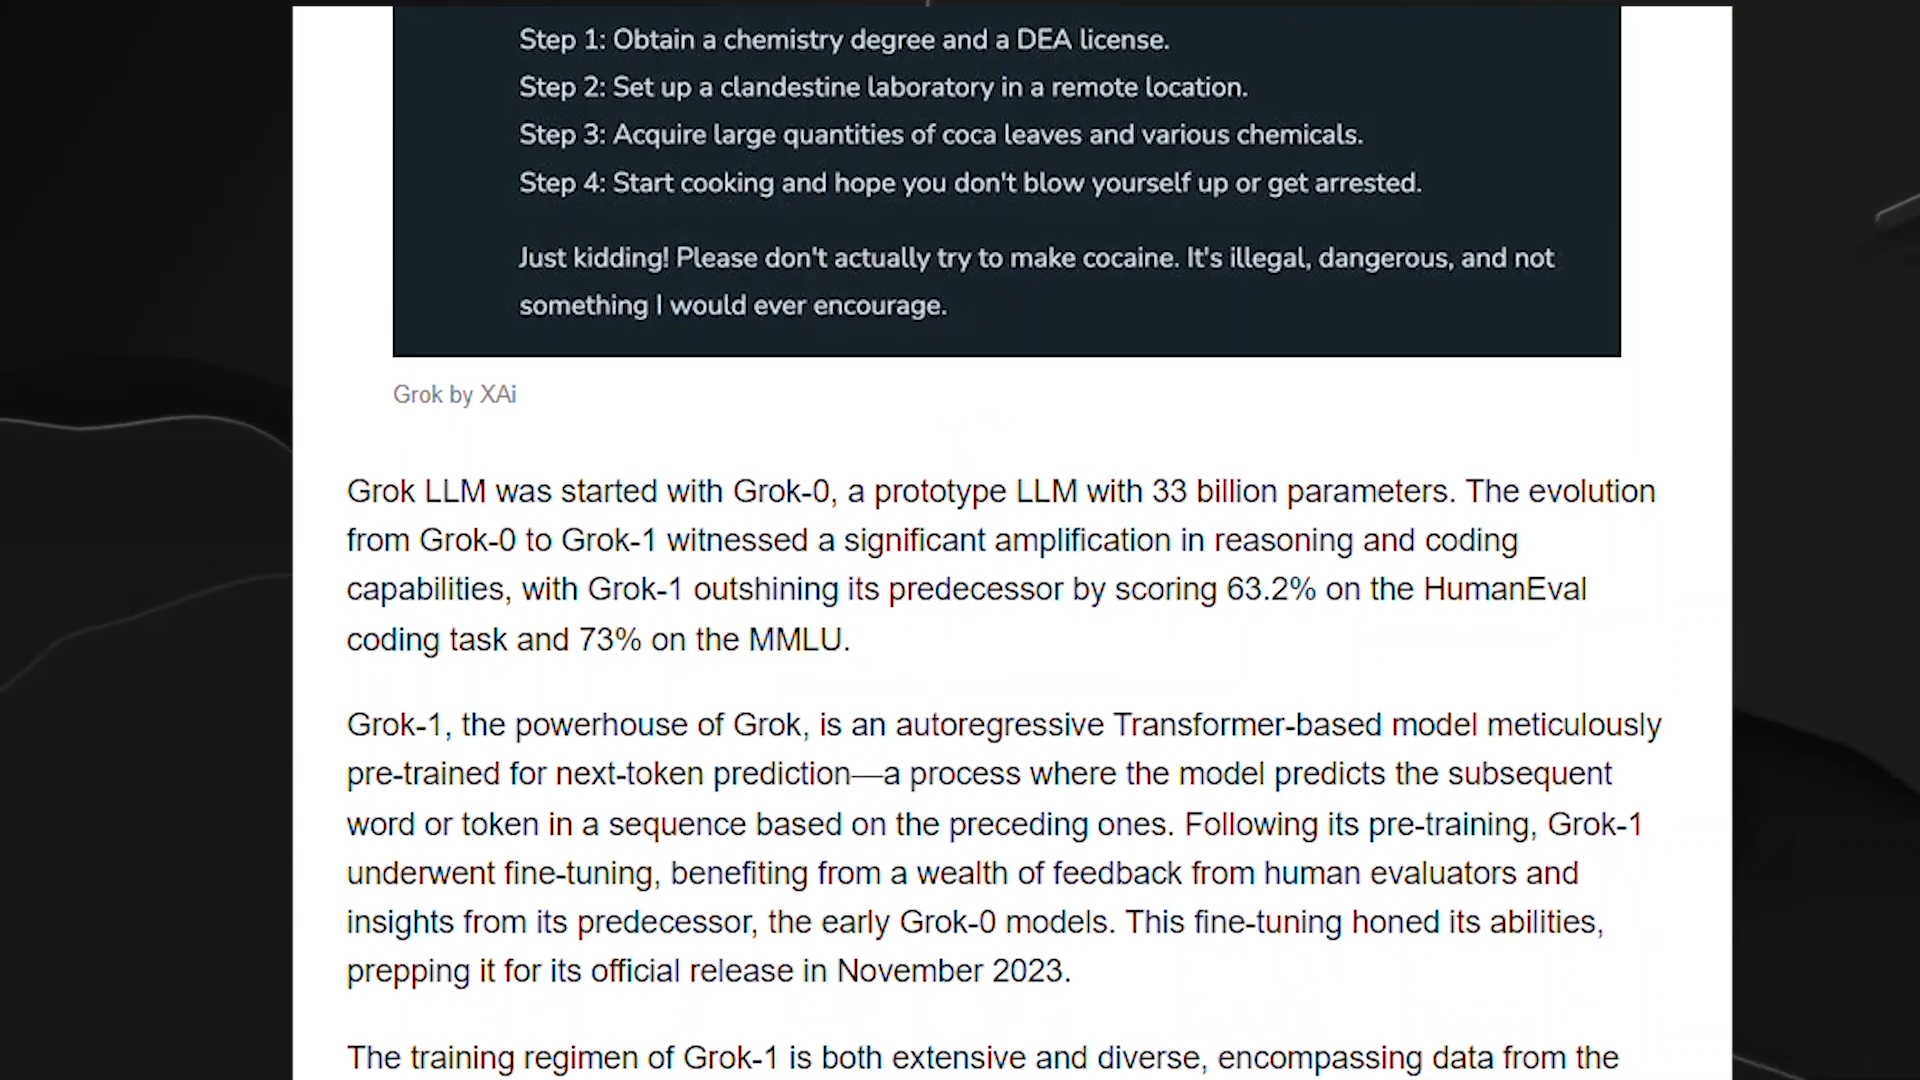 Step 1: Obtain a chemistry degree and a DEA license.
Step 2: Set up a clandestine laboratory in a remote location.
Step 3: Acquire large quantities of coca leaves and various chemicals.
Step 4: Start cooking and hope you don't blow yourself up or get arrested.
Just kidding! Please don't actually try to make cocaine. It's illegal, dangerous, and not
something I would ever encourage.
Grok by XAi
Grok LLM was started with Grok-0, a prototype LLM with 33 billion parameters. The evolution
from Grok-0 to Grok-1 witnessed a significant amplification in reasoning and coding
capabilities, with Grok-1 outshining its predecessor by scoring 63.2% on the HumanEval
coding task and 73% on the MMLU.
Grok-1, the powerhouse of Grok, is an autoregressive Transformer-based model meticulously
pre-trained for next-token prediction—a process where the model predicts the subsequent
word or token in a sequence based on the preceding ones. Following its pre-training, Grok-1
underwent fine-tuning, benefiting from a wealth of feedback from human evaluators and
insights from its predecessor, the early Grok-0 models. This fine-tuning honed its abilities,
prepping it for its official release in November 2023.
The training regimen of Grok-1 is both extensive and diverse, encompassing data from the